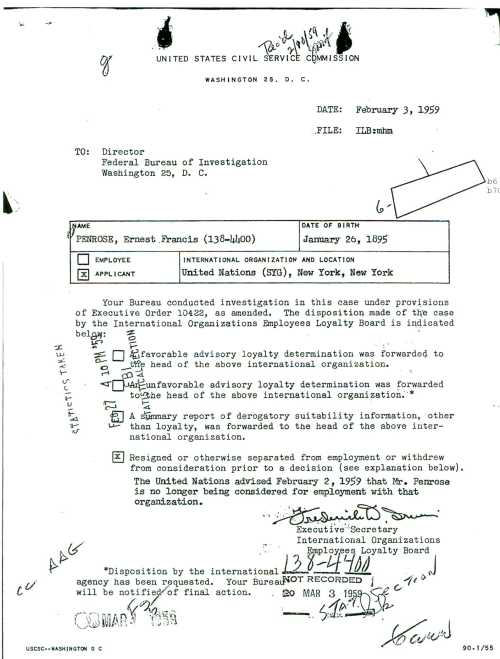 Rec'd
2/10/59
UNITED STATES CIVIL SERVICE COMMISSION
WASHINGTON 25, D. C.
DATE: February 3, 1959
FILE: ILB:mhm
TO: Director
Federal Bureau of Investigation
Washington 25, D. C.
b6
b7C
6-
NAME
DATE OF BIRTH
PENROSE, Ernest Francis (138-4400)
January 26, 1895
EMPLOYEE
INTERNATIONAL ORGANIZATION AND LOCATION
x APPLICANT
United Nations (SYG), New York, New York
Your Bureau conducted investigation in this case under provisions
of Executive Order 10422, as amended. The disposition made of the case
by the International Organizations Employees Loyalty Board is indicated
below:
A favorable advisory loyalty determination was forwarded to
the head of the above international organization.
An unfavorable advisory loyalty determination was forwarded
to the head of the above international organization. *
A summary report of derogatory suitability information, other
than loyalty, was forwarded to the head of the above inter-
national organization.
x Resigned or otherwise separated from employment or withdrew
from consideration prior to a decision (see explanation below).
The United Nations advised February 2, 1959 that Mr. Penrose
is no longer being considered for employment with that
organization.
STATISTICS TAKEN
FEB 27 4 10 PM '59
FBI
STATISTICAL SECTION
Executive Secretary
International Organizations
Employees Loyalty Board
138-4400
*Disposition by the international
agency has been requested. Your Bureau
will be notified of final action.
NOT RECORDED
20 MAR 3 1959
STAT. SECTION
cc AAG
MAR 1959
USCSC--WASHINGTON D C
90-1/55